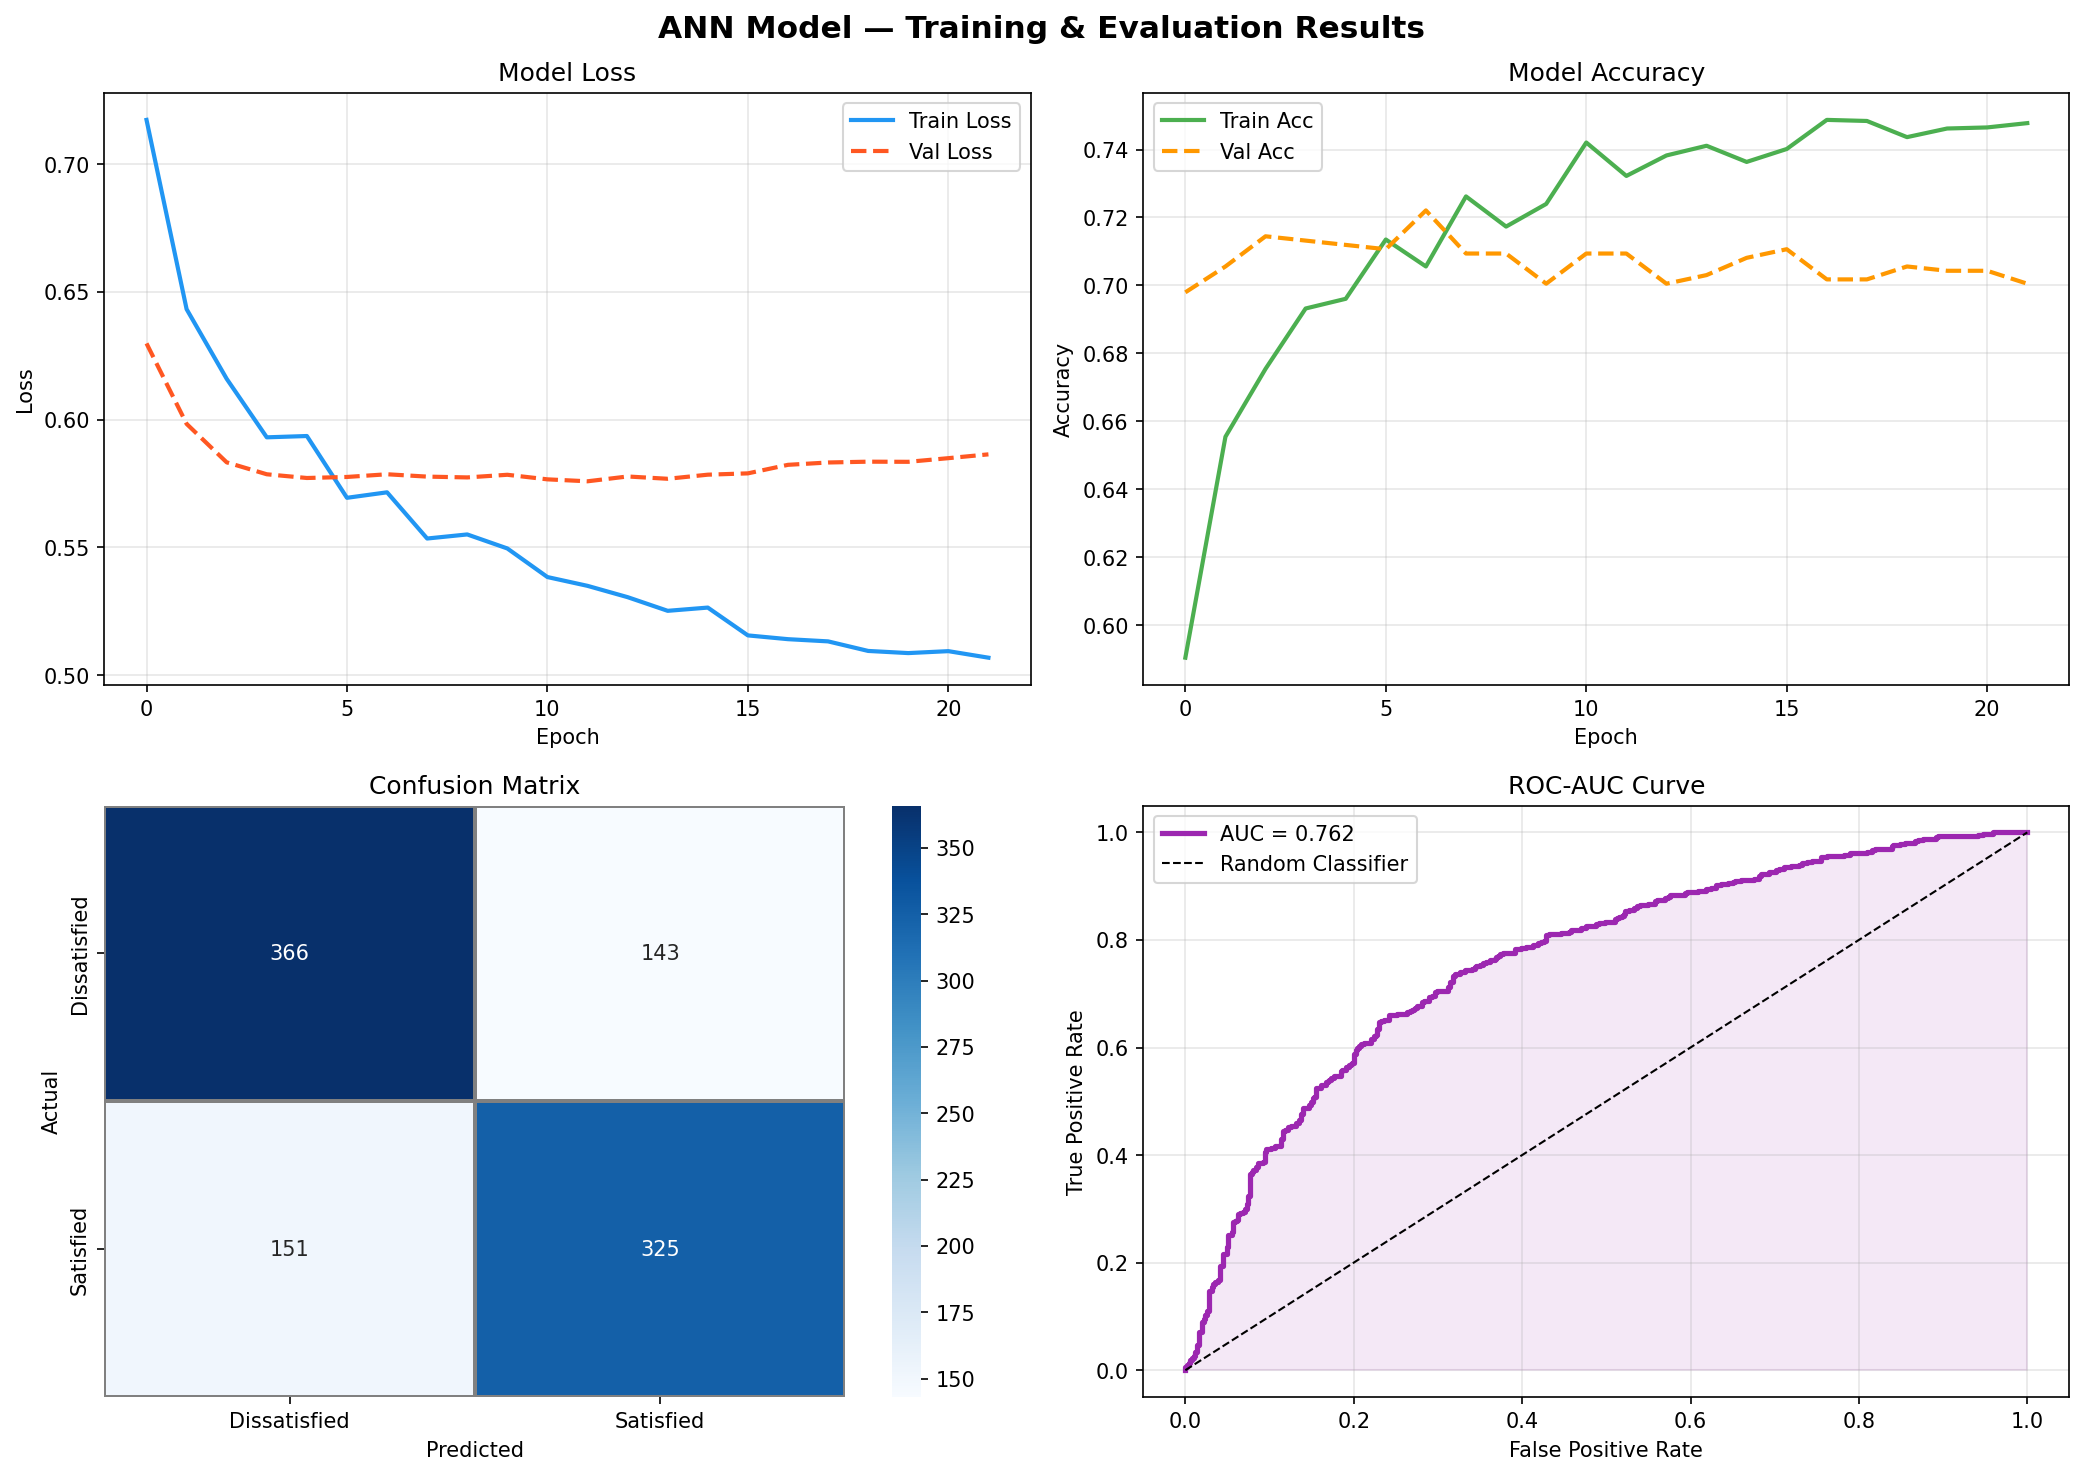 ANN Model — Training & Evaluation Results
Model Loss
Train Loss
Val Loss
0.70
0.65
0.60
0.55
0.50
Loss
0 5 10 15 20
Epoch
Model Accuracy
Train Acc
Val Acc
0.74
0.72
0.70
0.68
0.66
0.64
0.62
0.60
Accuracy
0 5 10 15 20
Epoch
Confusion Matrix
Actual
Dissatisfied
366 143
Satisfied
151 325
Dissatisfied Satisfied
Predicted
350
325
300
275
250
225
200
175
150
ROC-AUC Curve
AUC = 0.762
Random Classifier
1.0
0.8
0.6
0.4
0.2
0.0
True Positive Rate
0.0 0.2 0.4 0.6 0.8 1.0
False Positive Rate